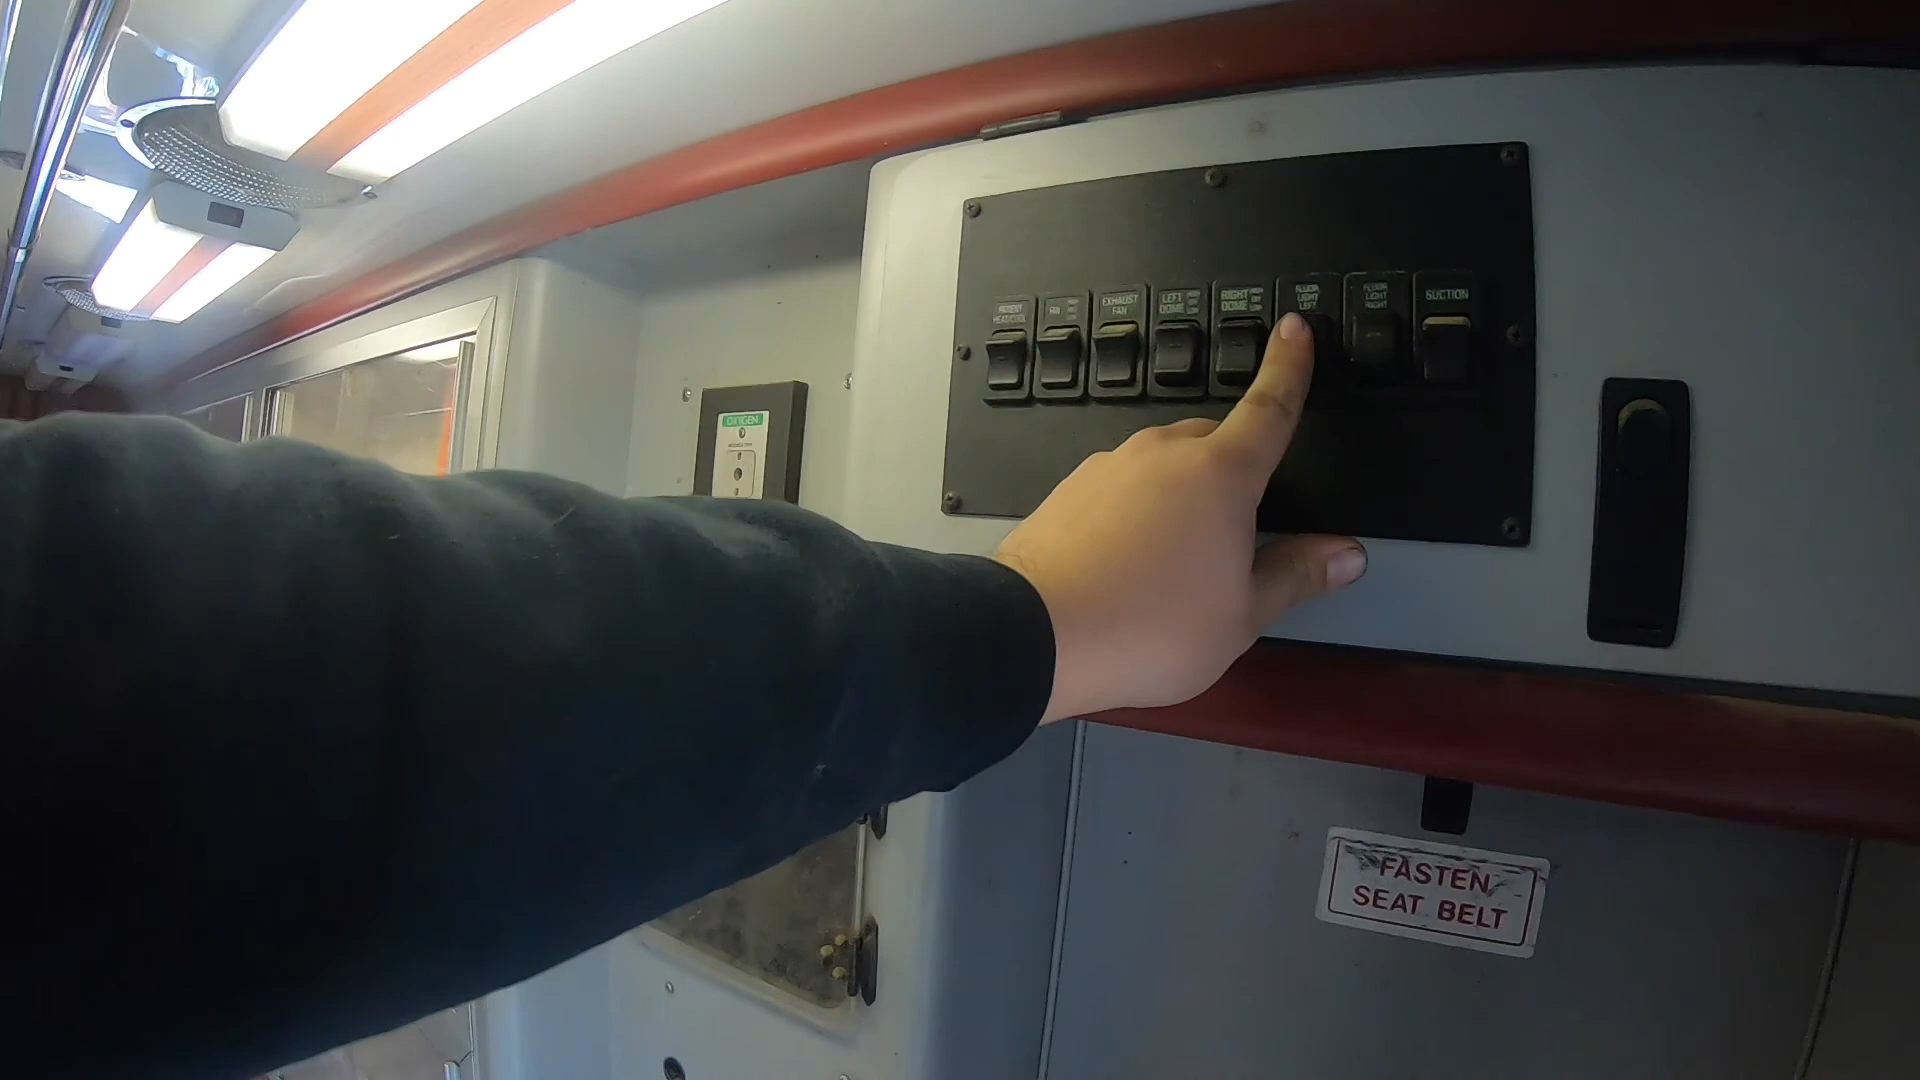 PATIENT
HEAT/COOL
FAN
EXHAUST
FAN
LEFT
DOME
RIGHT
DOME
FLUOR
LIGHT
LEFT
FLUOR
LIGHT
RIGHT
SUCTION
OXYGEN
FASTEN
SEAT BELT